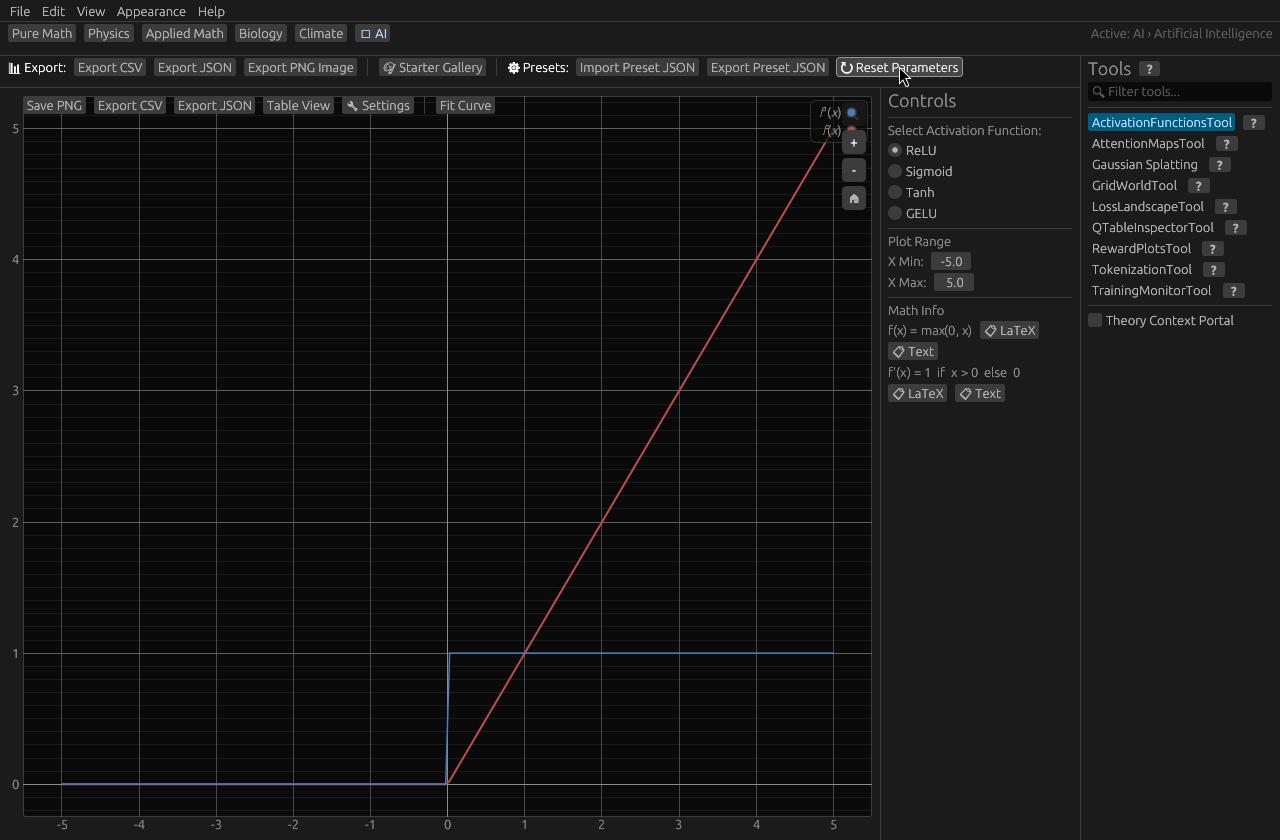 File Edit View Appearance Help
Pure Math Physics Applied Math Biology Climate AI Active: AI › Artificial Intelligence
Export: Export CSV Export JSON Export PNG Image Starter Gallery Presets: Import Preset JSON Export Preset JSON Reset Parameters
Save PNG Export CSV Export JSON Table View Settings Fit Curve
f'(x)
f(x)
+
-
5
4
3
2
1
0
-5 -4 -3 -2 -1 0 1 2 3 4 5
Controls
Select Activation Function:
ReLU
Sigmoid
Tanh
GELU
Plot Range
X Min: -5.0
X Max: 5.0
Math Info
f(x) = max(0, x) LaTeX
Text
f'(x) = 1 if x > 0 else 0
LaTeX Text
Tools ?
Filter tools...
ActivationFunctionsTool ?
AttentionMapsTool ?
Gaussian Splatting ?
GridWorldTool ?
LossLandscapeTool ?
QTableInspectorTool ?
RewardPlotsTool ?
TokenizationTool ?
TrainingMonitorTool ?
Theory Context Portal